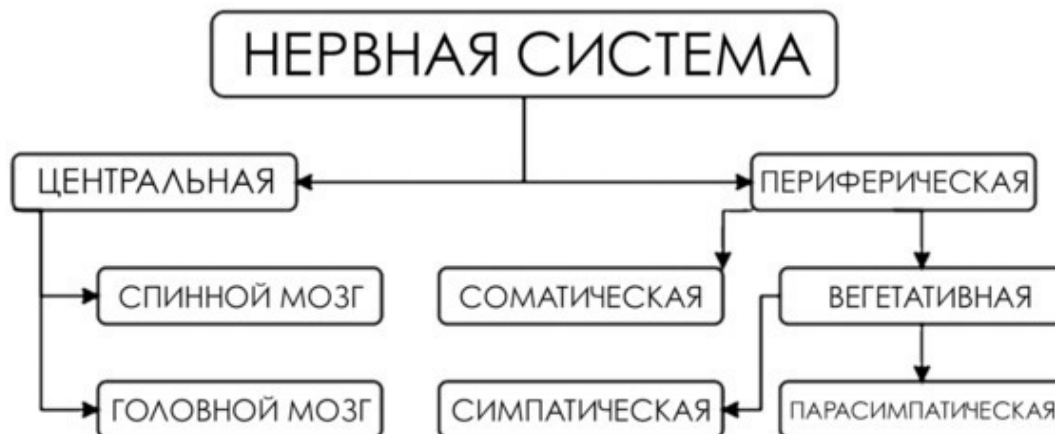 НЕРВНАЯ СИСТЕМА
ЦЕНТРАЛЬНАЯ
ПЕРИФЕРИЧЕСКАЯ
СПИННОЙ МОЗГ
СОМАТИЧЕСКАЯ
ВЕГЕТАТИВНАЯ
ГОЛОВНОЙ МОЗГ
СИМПАТИЧЕСКАЯ
ПАРАСИМПАТИЧЕСКАЯ